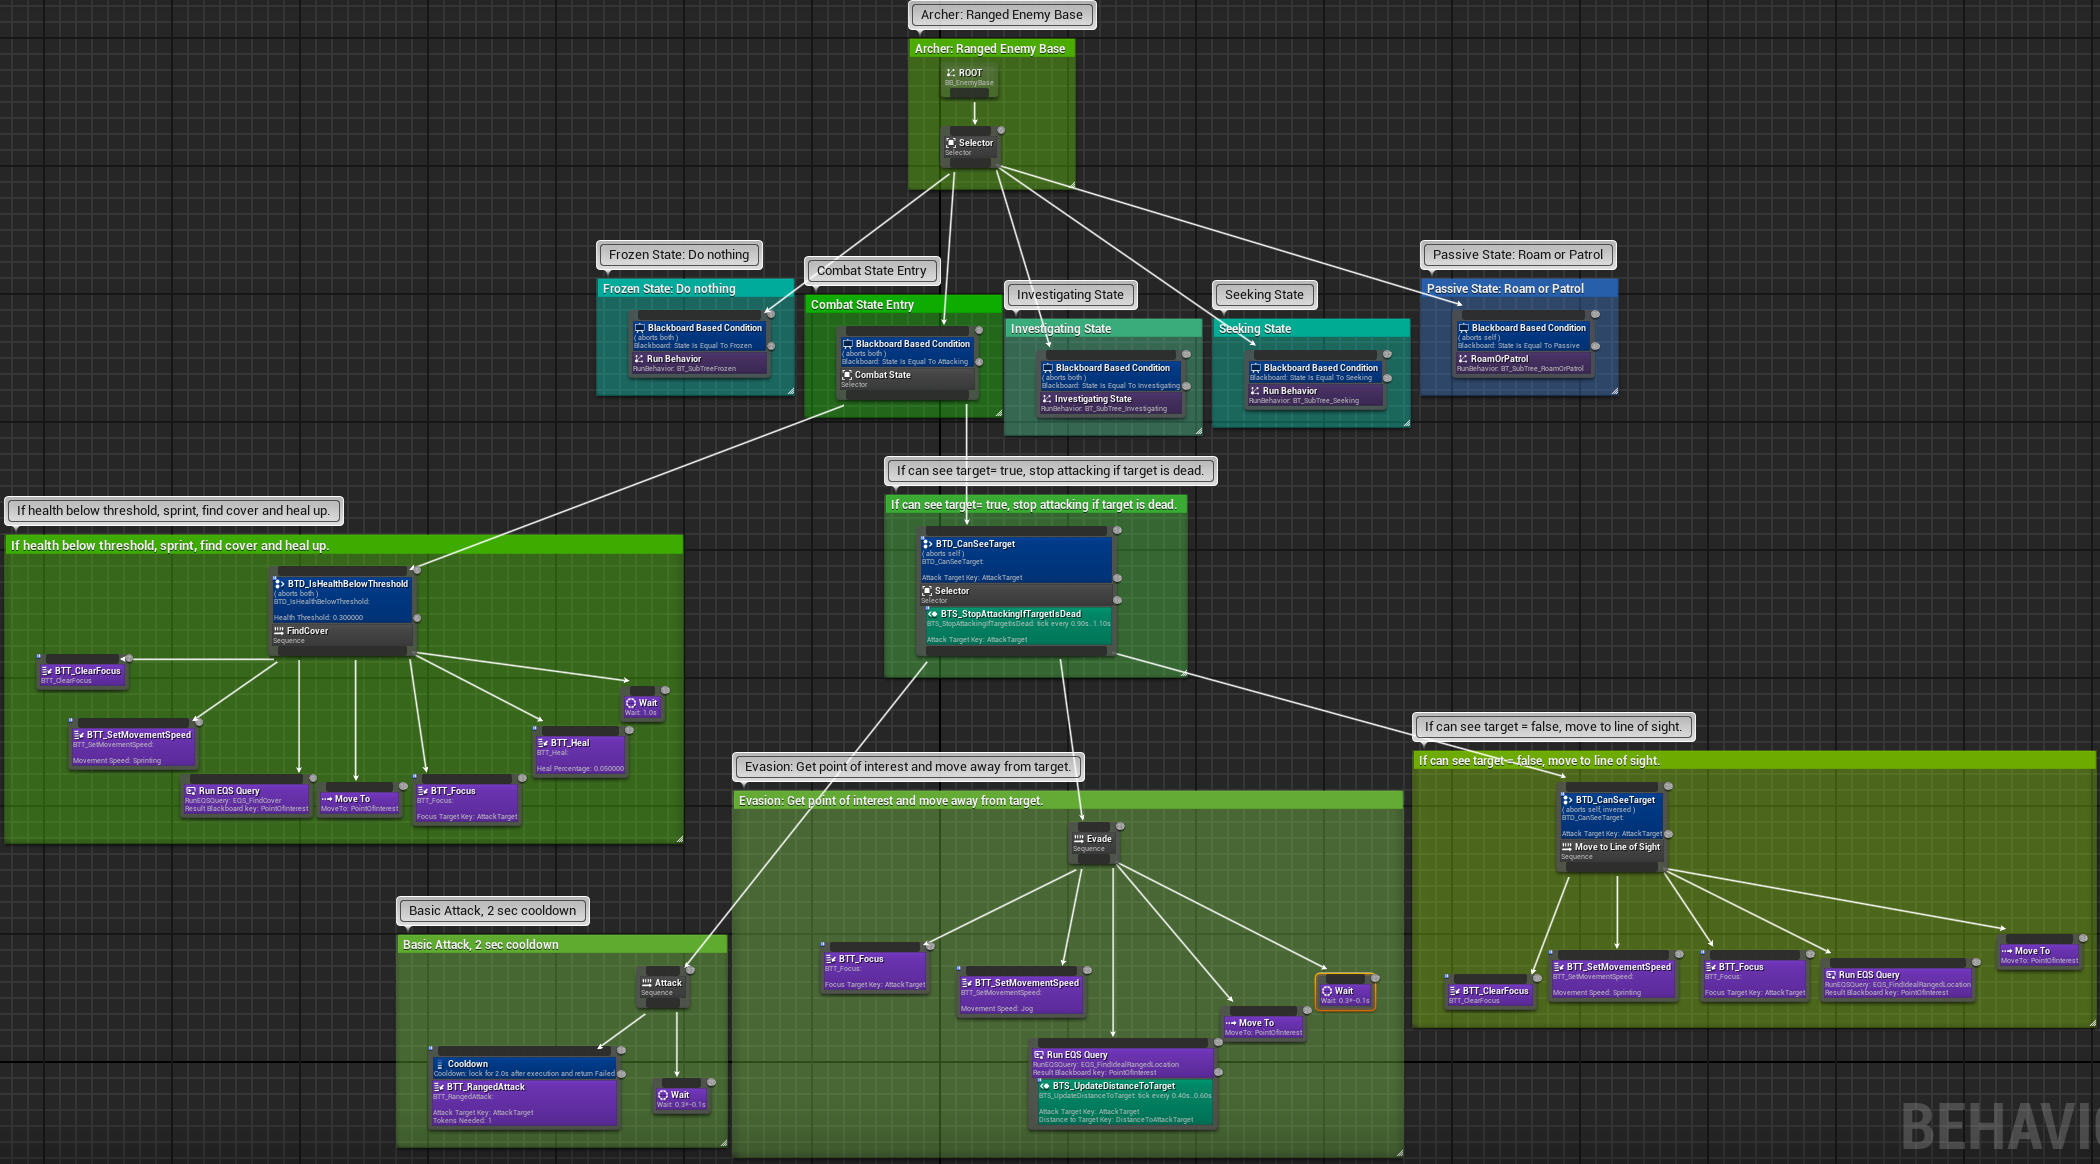 Archer: Ranged Enemy Base
Archer: Ranged Enemy Base
ROOT
BB_EnemyBase
Selector
Selector
Frozen State: Do nothing
Frozen State: Do nothing
Blackboard Based Condition
( aborts both )
Blackboard: State Is Equal To Frozen
Run Behavior
RunBehavior: BT_SubTreeFrozen
Combat State Entry
Combat State Entry
Blackboard Based Condition
( aborts both )
Blackboard: State Is Equal To Attacking
Combat State
Selector
Investigating State
Investigating State
Blackboard Based Condition
( aborts both )
Blackboard: State Is Equal To Investigating
Investigating State
RunBehavior: BT_SubTree_Investigating
Seeking State
Seeking State
Blackboard Based Condition
Blackboard: State Is Equal To Seeking
Run Behavior
RunBehavior: BT_SubTree_Seeking
Passive State: Roam or Patrol
Passive State: Roam or Patrol
Blackboard Based Condition
( aborts self )
Blackboard: State Is Equal To Passive
RoamOrPatrol
RunBehavior: BT_SubTree_RoamOrPatrol
If health below threshold, sprint, find cover and heal up.
If health below threshold, sprint, find cover and heal up.
BTD_IsHealthBelowThreshold
( aborts both )
BTD_IsHealthBelowThreshold:
Health Threshold: 0.300000
FindCover
Sequence
BTT_ClearFocus
BTT_ClearFocus
BTT_SetMovementSpeed
BTT_SetMovementSpeed:
Movement Speed: Sprinting
Run EQS Query
RunEQSQuery: EQS_FindCover
Result Blackboard key: PointOfInterest
Move To
MoveTo: PointOfInterest
BTT_Focus
BTT_Focus:
Focus Target Key: AttackTarget
BTT_Heal
BTT_Heal:
Heal Percentage: 0.050000
Wait
Wait: 1.0s
If can see target= true, stop attacking if target is dead.
If can see target= true, stop attacking if target is dead.
BTD_CanSeeTarget
( aborts self )
BTD_CanSeeTarget:
Attack Target Key: AttackTarget
Selector
Selector
BTS_StopAttackingIfTargetIsDead
BTS_StopAttackingIfTargetIsDead: tick every 0.90s..1.10s
Attack Target Key: AttackTarget
Basic Attack, 2 sec cooldown
Basic Attack, 2 sec cooldown
Attack
Sequence
Cooldown
Cooldown: lock for 2.0s after execution and return Failed
BTT_RangedAttack
BTT_RangedAttack:
Attack Target Key: AttackTarget
Tokens Needed: 1
Wait
Wait: 0.3+-0.1s
Evasion: Get point of interest and move away from target.
Evasion: Get point of interest and move away from target.
Evade
Sequence
BTT_Focus
BTT_Focus:
Focus Target Key: AttackTarget
BTT_SetMovementSpeed
BTT_SetMovementSpeed:
Movement Speed: Jog
Run EQS Query
RunEQSQuery: EQS_FindIdealRangedLocation
Result Blackboard key: PointOfInterest
BTS_UpdateDistanceToTarget
BTS_UpdateDistanceToTarget: tick every 0.40s..0.60s
Attack Target Key: AttackTarget
Distance to Target Key: DistanceToAttackTarget
Move To
MoveTo: PointOfInterest
Wait
Wait: 0.3+-0.1s
If can see target = false, move to line of sight.
If can see target = false, move to line of sight.
BTD_CanSeeTarget
( aborts self, inversed )
BTD_CanSeeTarget:
Attack Target Key: AttackTarget
Move to Line of Sight
Sequence
BTT_ClearFocus
BTT_ClearFocus
BTT_SetMovementSpeed
BTT_SetMovementSpeed:
Movement Speed: Sprinting
BTT_Focus
BTT_Focus:
Focus Target Key: AttackTarget
Run EQS Query
RunEQSQuery: EQS_FindIdealRangedLocation
Result Blackboard key: PointOfInterest
Move To
MoveTo: PointOfInterest
BEHAVI